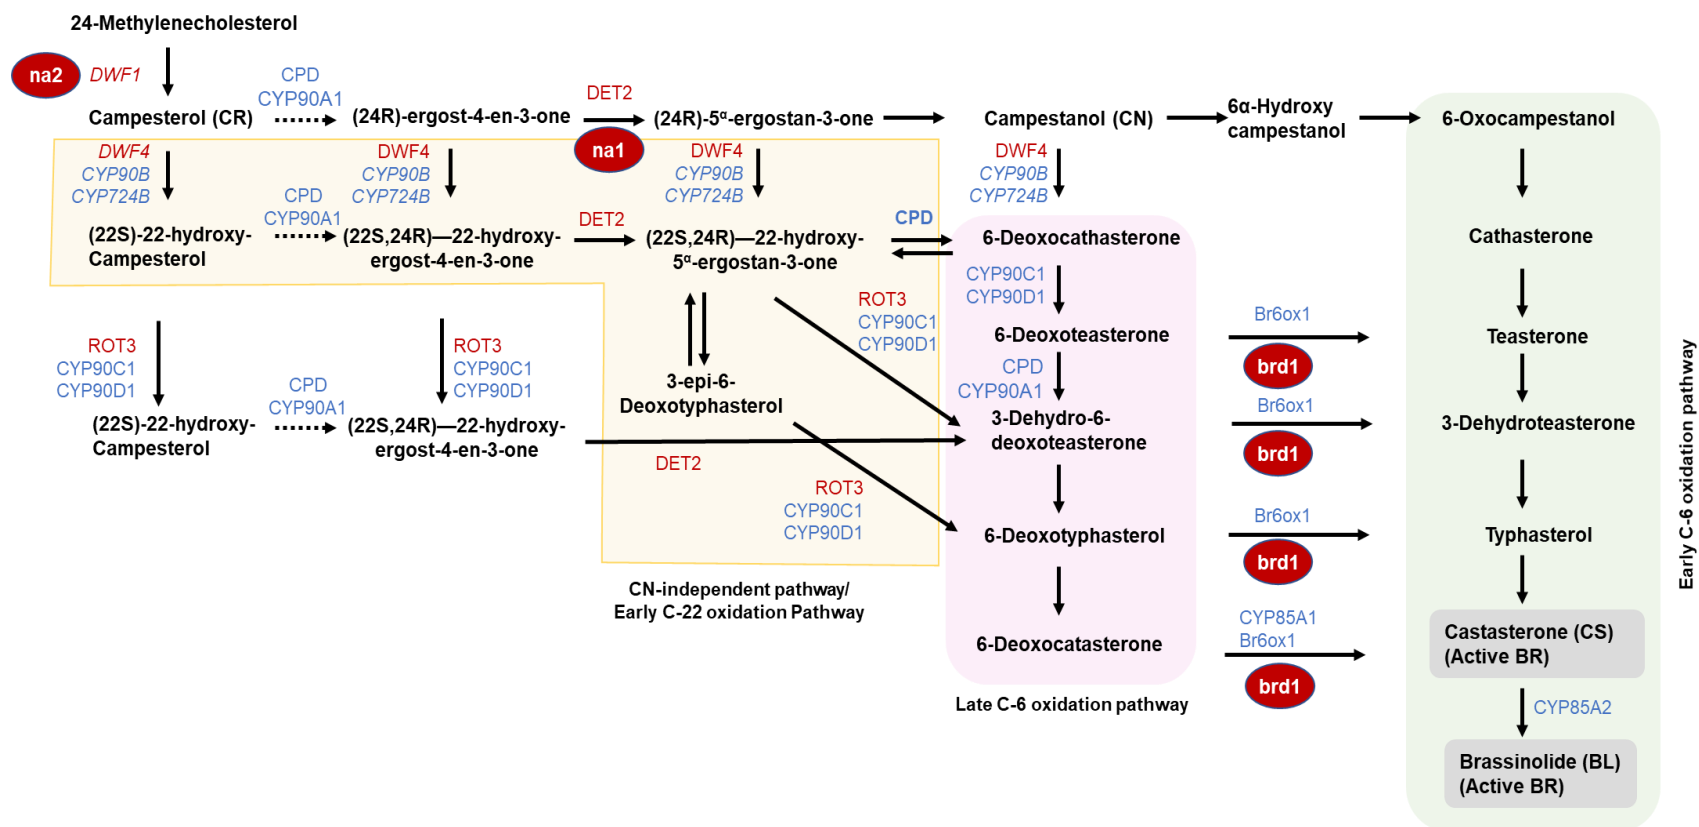 24-Methylenecholesterol
na2
DWF1
CPD
CYP90A1
DET2
Campesterol (CR)
(24R)-ergost-4-en-3-one
(24R)-5ᵅ-ergostan-3-one
Campestanol (CN)
6α-Hydroxy
campestanol
6-Oxocampestanol
na1
DWF4
CYP90B
CYP724B
DWF4
CYP90B
CYP724B
DWF4
CYP90B
CYP724B
DWF4
CYP90B
CYP724B
CPD
CYP90A1
DET2
CPD
(22S)-22-hydroxy-
Campesterol
(22S,24R)—22-hydroxy-
ergost-4-en-3-one
(22S,24R)—22-hydroxy-
5ᵅ-ergostan-3-one
6-Deoxocathasterone
Cathasterone
CYP90C1
CYP90D1
ROT3
CYP90C1
CYP90D1
6-Deoxoteasterone
Br6ox1
brd1
Teasterone
ROT3
CYP90C1
CYP90D1
ROT3
CYP90C1
CYP90D1
CPD
CYP90A1
3-epi-6-
Deoxotyphasterol
CPD
CYP90A1
Br6ox1
brd1
(22S)-22-hydroxy-
Campesterol
(22S,24R)—22-hydroxy-
ergost-4-en-3-one
3-Dehydro-6-
deoxoteasterone
3-Dehydroteasterone
DET2
ROT3
CYP90C1
CYP90D1
6-Deoxotyphasterol
Br6ox1
brd1
Typhasterol
CN-independent pathway/
Early C-22 oxidation Pathway
6-Deoxocatasterone
CYP85A1
Br6ox1
brd1
Castasterone (CS)
(Active BR)
Late C-6 oxidation pathway
CYP85A2
Brassinolide (BL)
(Active BR)
Early C-6 oxidation pathway